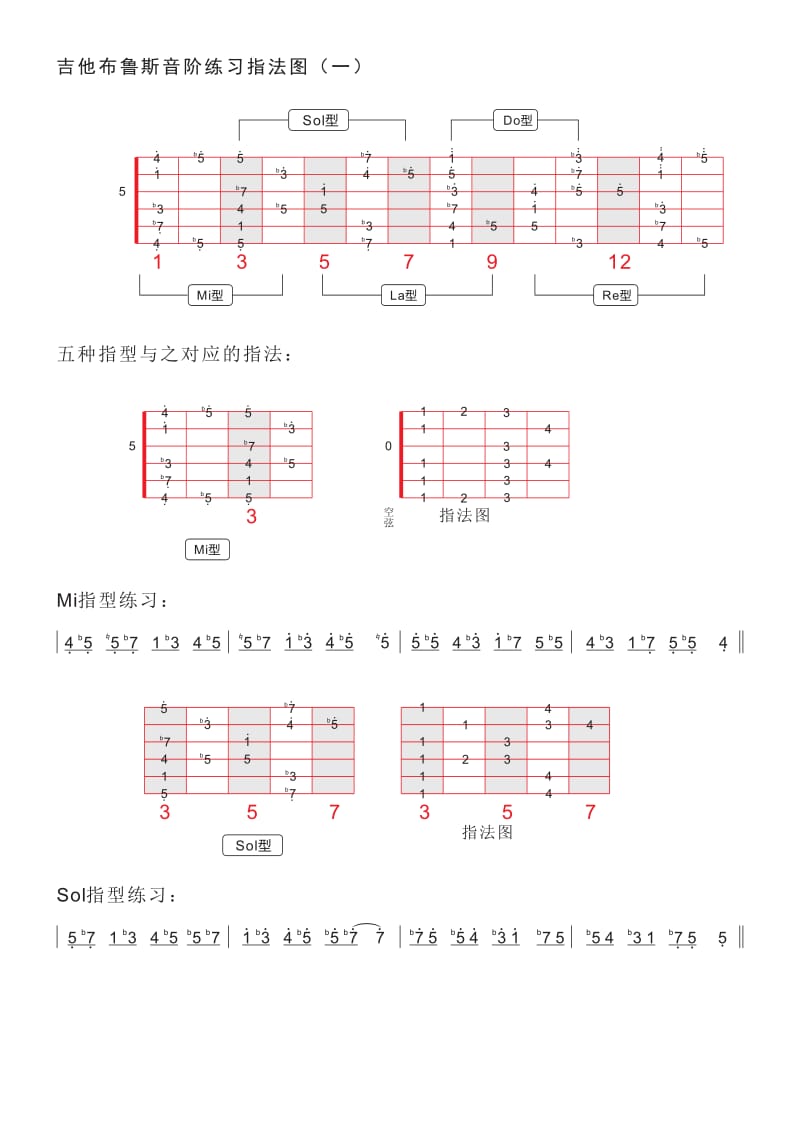 吉他布鲁斯音阶练习指法图（一）
Sol型 Do型
4 b5 5 b7 1 b3 4 b5
1 b3 4 b5 5 b7 1
5 b7 1 b3 4 b5 5
b3 4 b5 5 b7 1 b3
b7 1 b3 4 b5 5
4 b5 5 b7 1 b3 4 b5
1 3 5 7 9 12
Mi型 La型 Re型
五种指型与之对应的指法：
4 b5 5 1 2 3
1 b3 1 4
5 b7 0 3
b3 4 b5 1 3 4
b7 1 1 3
4 b5 5 1 2 3
3 空弦 指法图
Mi型
Mi指型练习：
4 b5 ♮5 b7 1 b3 4 b5 | ♮5 b7 1 b3 4 b5 ♮5 | b5 5 4 b3 b7 1 b5 5 | 4 b3 1 b7 b5 5 4 ‖
5 b7 1 4
b3 4 b5 1 3 4
b7 1 1 3
4 b5 5 1 2 3
1 b3 1 4
5 b7 1 4
3 5 7 3 5 7
Sol型 指法图
Sol指型练习：
5 b7 1 b3 4 b5 b5 b7 | 1 b3 4 b5 b5 b7 7 | b7 5 b5 4 b3 1 b7 5 | b5 4 b3 1 b7 5 5 ‖